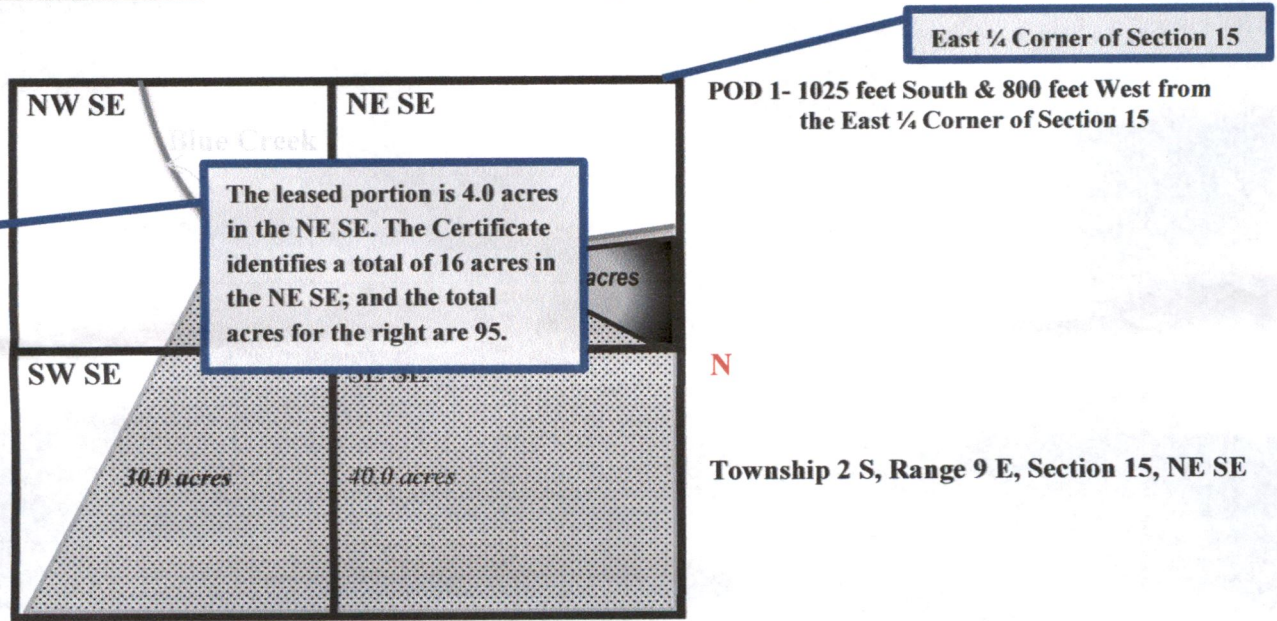 East ¼ Corner of Section 15
NW SE
NE SE
POD 1- 1025 feet South & 800 feet West from
the East ¼ Corner of Section 15
Blue Creek
The leased portion is 4.0 acres
in the NE SE. The Certificate
identifies a total of 16 acres in
the NE SE; and the total
acres for the right are 95.
acres
SW SE
SE SE
N
30.0 acres
40.0 acres
Township 2 S, Range 9 E, Section 15, NE SE